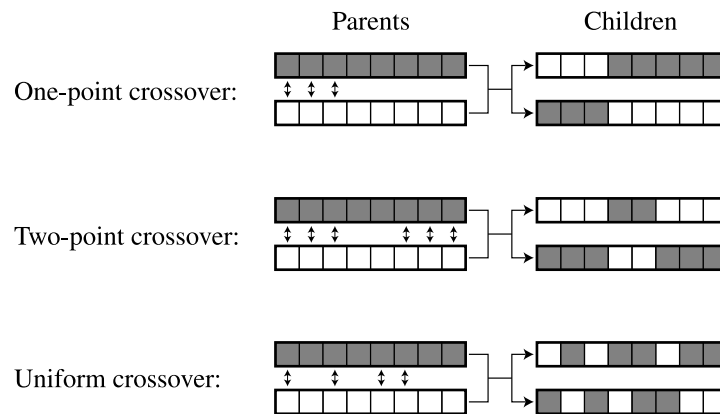 Parents
Children
One-point crossover:
Two-point crossover:
Uniform crossover: